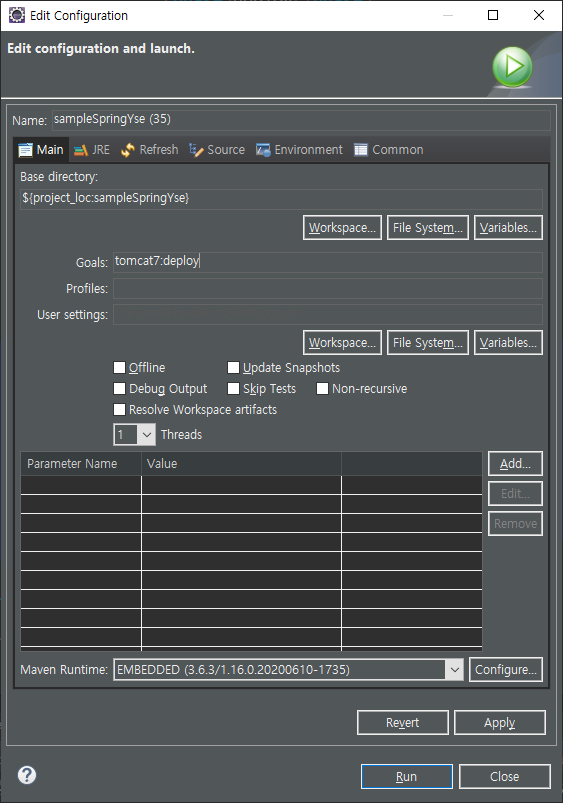 Edit Configuration
Edit configuration and launch.
Name: sampleSpringYse (35)
Main JRE Refresh Source Environment Common
Base directory:
${project_loc:sampleSpringYse}
Workspace... File System... Variables...
Goals: tomcat7:deploy
Profiles:
User settings:
Workspace... File System... Variables...
Offline Update Snapshots
Debug Output Skip Tests Non-recursive
Resolve Workspace artifacts
1 Threads
Parameter Name Value Add...
Edit...
Remove
Maven Runtime: EMBEDDED (3.6.3/1.16.0.20200610-1735) Configure...
Revert Apply
? Run Close